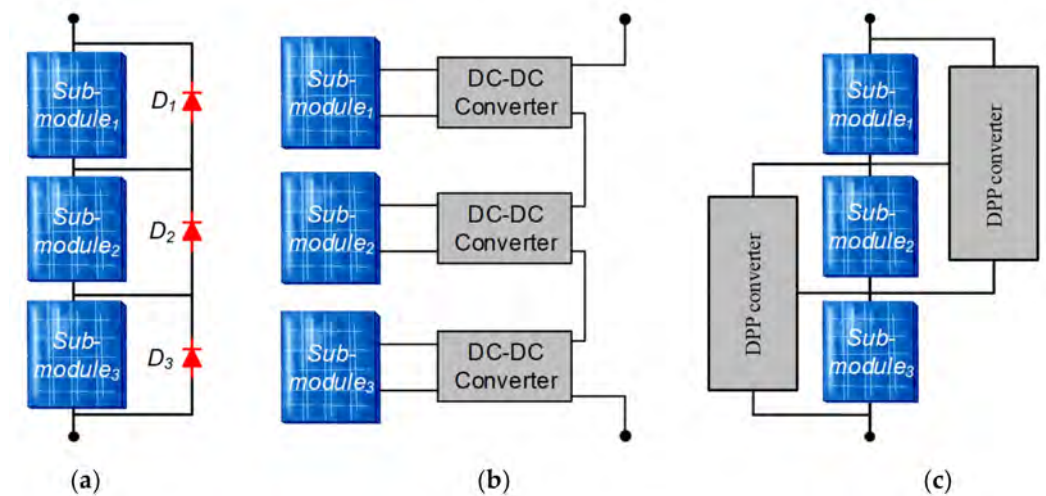 Sub-
module1
D1
Sub-
module2
D2
Sub-
module3
D3
(a)
Sub-
module1
DC-DC
Converter
Sub-
module2
DC-DC
Converter
Sub-
module3
DC-DC
Converter
(b)
Sub-
module1
DPP converter
Sub-
module2
DPP converter
Sub-
module3
(c)